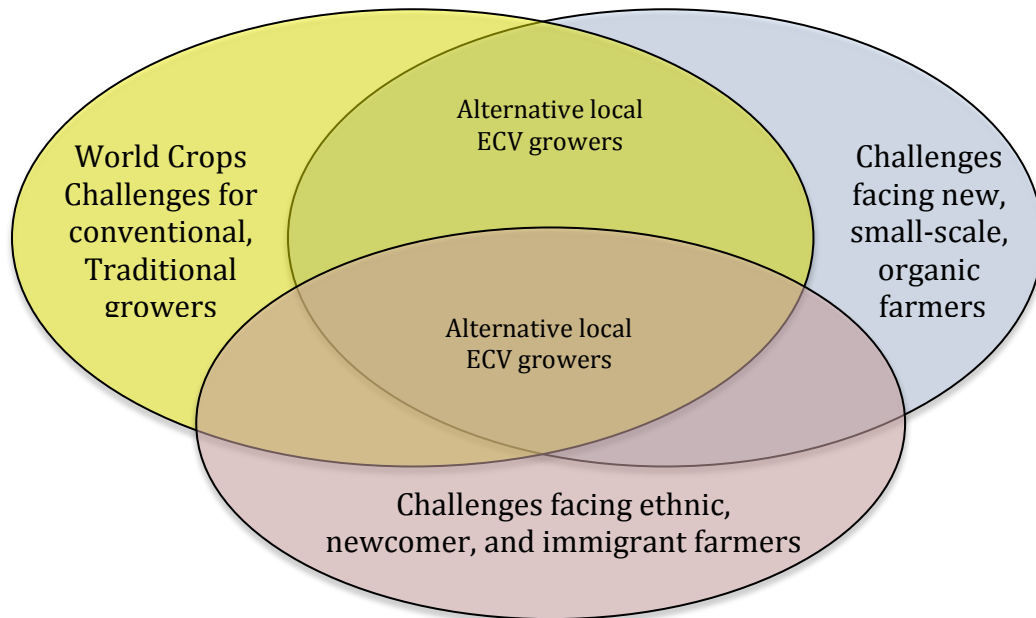 Alternative local
ECV growers
World Crops
Challenges for
conventional,
Traditional
growers
Challenges
facing new,
small-scale,
organic
farmers
Alternative local
ECV growers
Challenges facing ethnic,
newcomer, and immigrant farmers